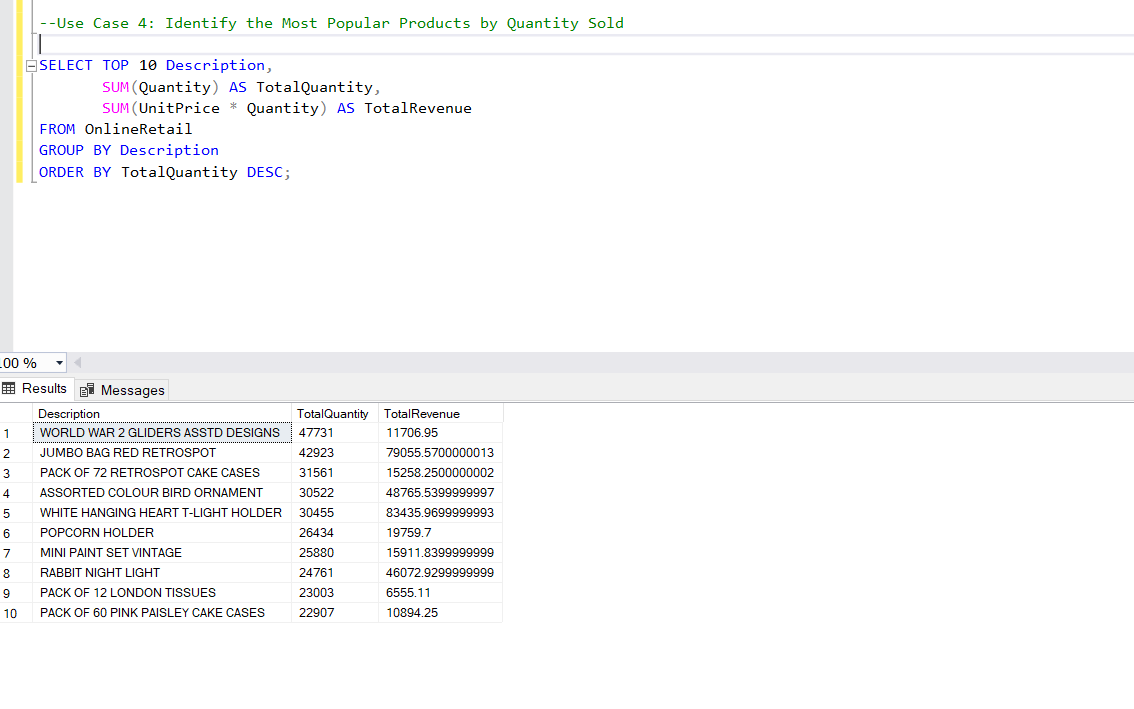 --Use Case 4: Identify the Most Popular Products by Quantity Sold
SELECT TOP 10 Description,
SUM(Quantity) AS TotalQuantity,
SUM(UnitPrice * Quantity) AS TotalRevenue
FROM OnlineRetail
GROUP BY Description
ORDER BY TotalQuantity DESC;
.00 %
Results Messages
Description TotalQuantity TotalRevenue
1 WORLD WAR 2 GLIDERS ASSTD DESIGNS 47731 11706.95
2 JUMBO BAG RED RETROSPOT 42923 79055.5700000013
3 PACK OF 72 RETROSPOT CAKE CASES 31561 15258.2500000002
4 ASSORTED COLOUR BIRD ORNAMENT 30522 48765.5399999997
5 WHITE HANGING HEART T-LIGHT HOLDER 30455 83435.9699999993
6 POPCORN HOLDER 26434 19759.7
7 MINI PAINT SET VINTAGE 25880 15911.8399999999
8 RABBIT NIGHT LIGHT 24761 46072.9299999999
9 PACK OF 12 LONDON TISSUES 23003 6555.11
10 PACK OF 60 PINK PAISLEY CAKE CASES 22907 10894.25